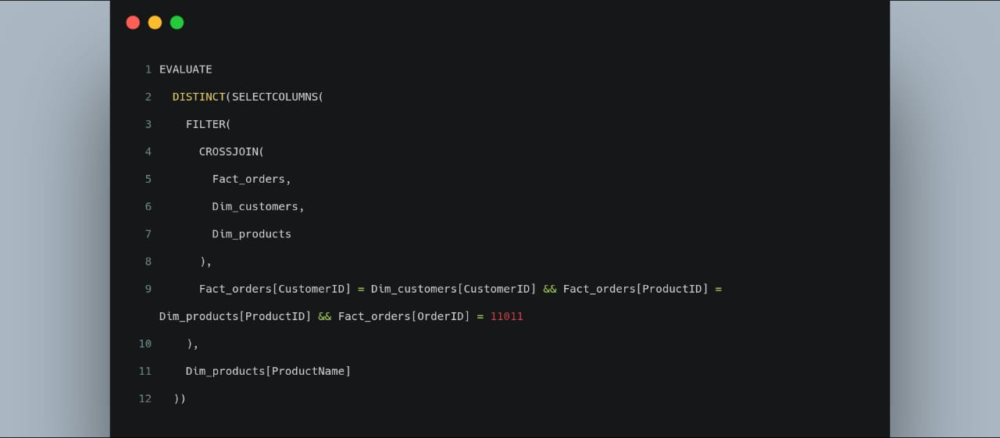 1 EVALUATE
2 DISTINCT(SELECTCOLUMNS(
3 FILTER(
4 CROSSJOIN(
5 Fact_orders,
6 Dim_customers,
7 Dim_products
8 ),
9 Fact_orders[CustomerID] = Dim_customers[CustomerID] && Fact_orders[ProductID] =
Dim_products[ProductID] && Fact_orders[OrderID] = 11011
10 ),
11 Dim_products[ProductName]
12 ))